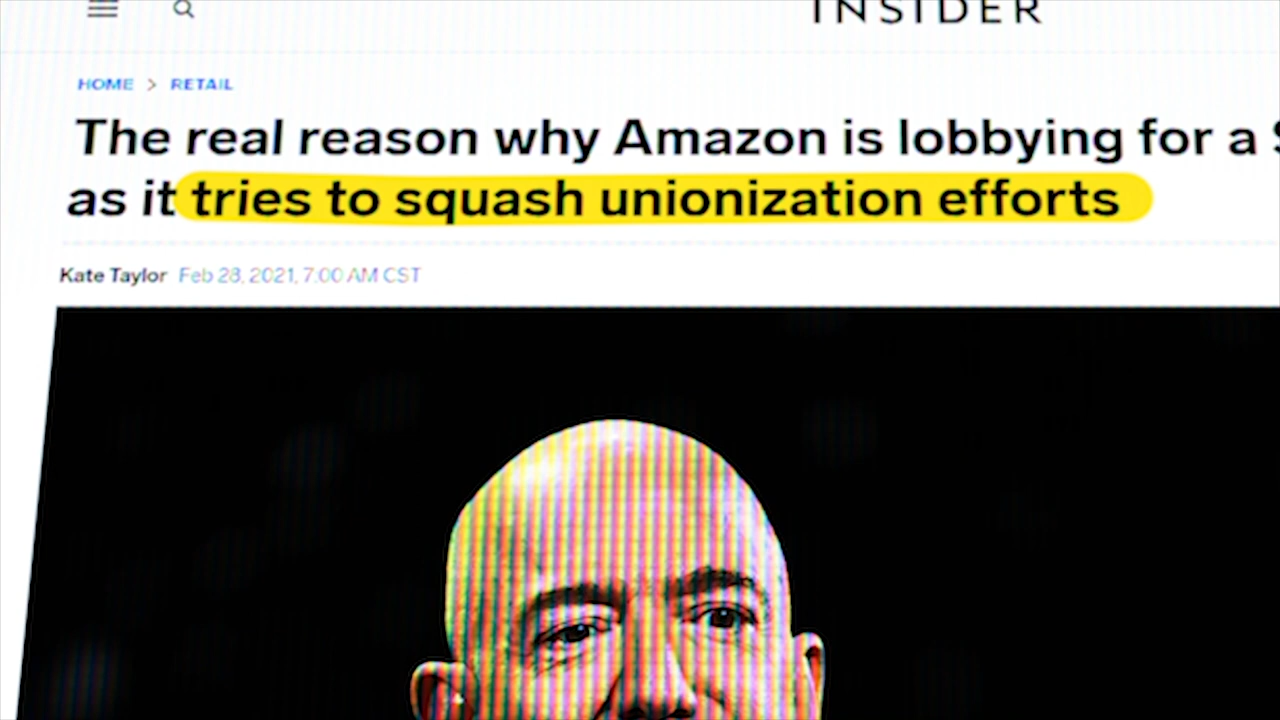 INSIDER
HOME > RETAIL
The real reason why Amazon is lobbying for a
as it tries to squash unionization efforts
Kate Taylor Feb 28, 2021, 7:00 AM CST